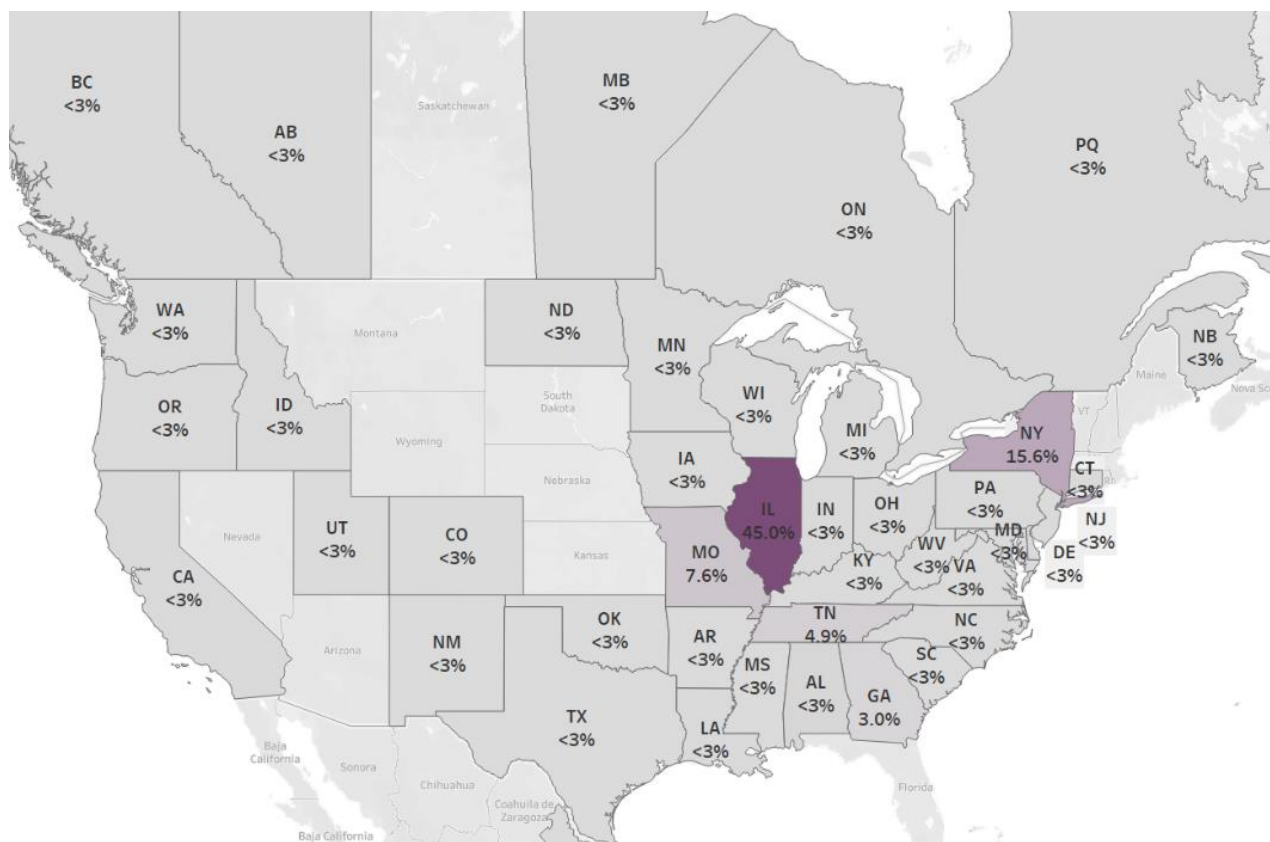 BC
<3%
AB
<3%
Saskatchewan
MB
<3%
ON
<3%
PQ
<3%
WA
<3%
Montana
ND
<3%
MN
<3%
NB
<3%
Maine
OR
<3%
ID
<3%
Wyoming
South
Dakota
WI
<3%
MI
<3%
NY
15.6%
VT
CT
<3%
IA
<3%
Nebraska
IL
45.0%
IN
<3%
OH
<3%
PA
<3%
NJ
<3%
MD
<3%
DE
<3%
Nevada
UT
<3%
CO
<3%
Kansas
MO
7.6%
KY
<3%
WV
<3%
VA
<3%
CA
<3%
Arizona
NM
<3%
OK
<3%
AR
<3%
TN
4.9%
NC
<3%
SC
<3%
MS
<3%
AL
<3%
GA
3.0%
TX
<3%
LA
<3%
Florida
Baja
California
Sonora
Chihuahua
Coahuila de
Zaragoza
Baja California